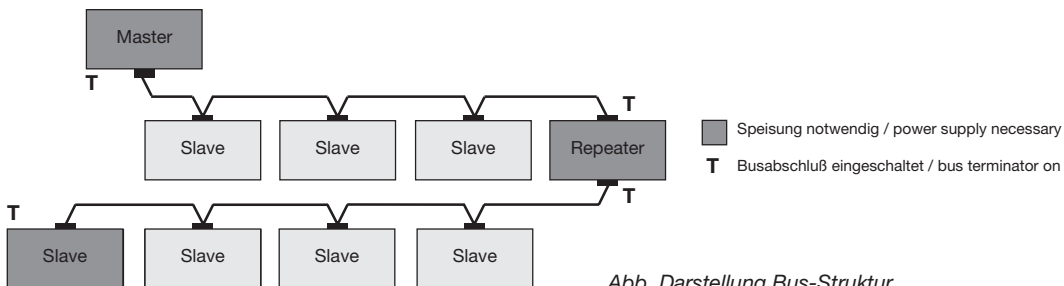 Master
T
T
Slave
Slave
Slave
Repeater
Speisung notwendig / power supply necessary
T Busabschluß eingeschaltet / bus terminator on
T
T
Slave
Slave
Slave
Slave
Abb. Darstellung Bus-Struktur